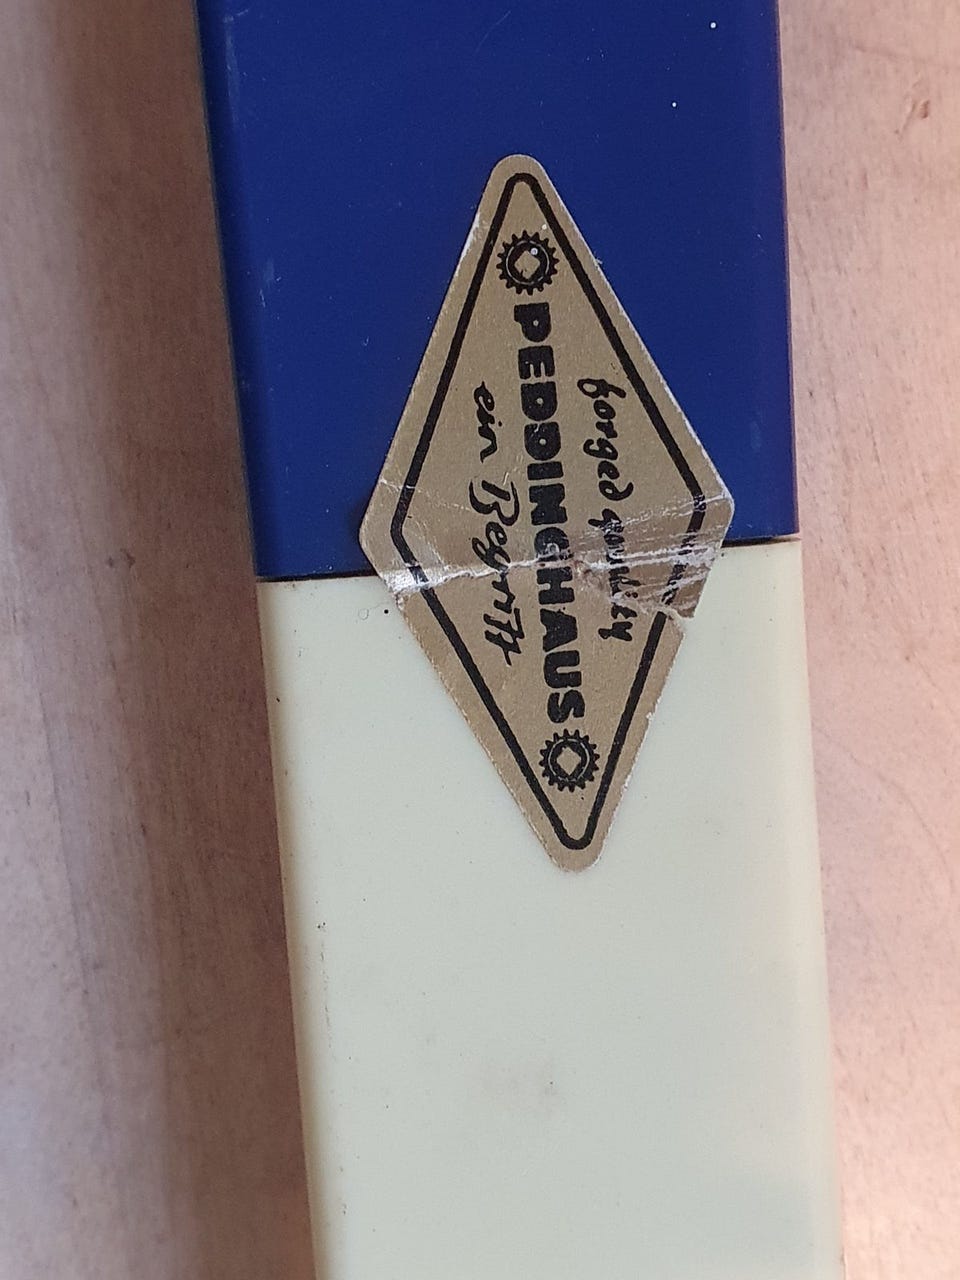 forged quality
PEDDINGHAUS
ein Begriff